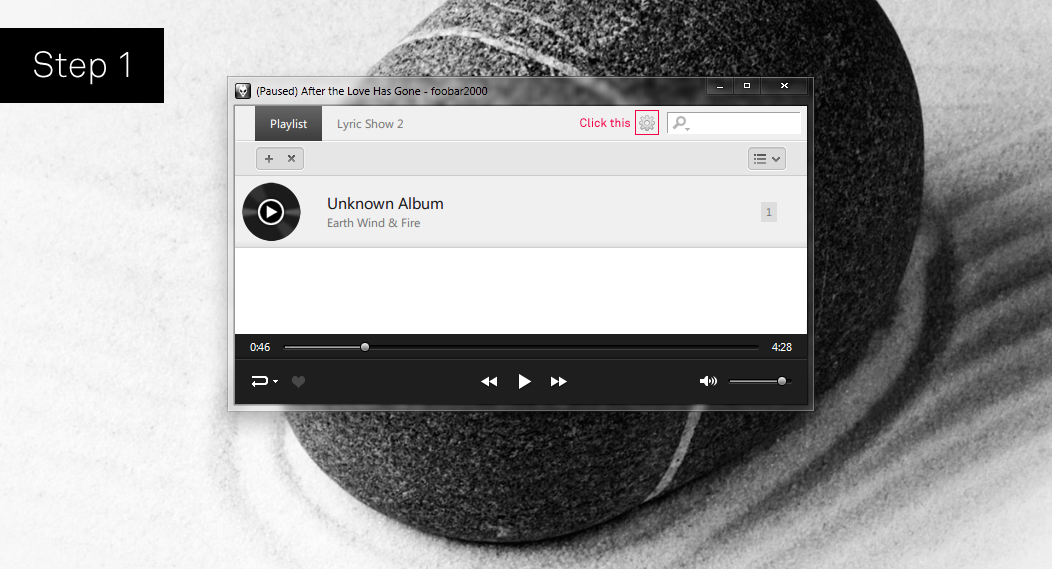 Step 1
(Paused) After the Love Has Gone - foobar2000
Playlist
Lyric Show 2
Click this
Unknown Album
Earth Wind & Fire
1
0:46
4:28